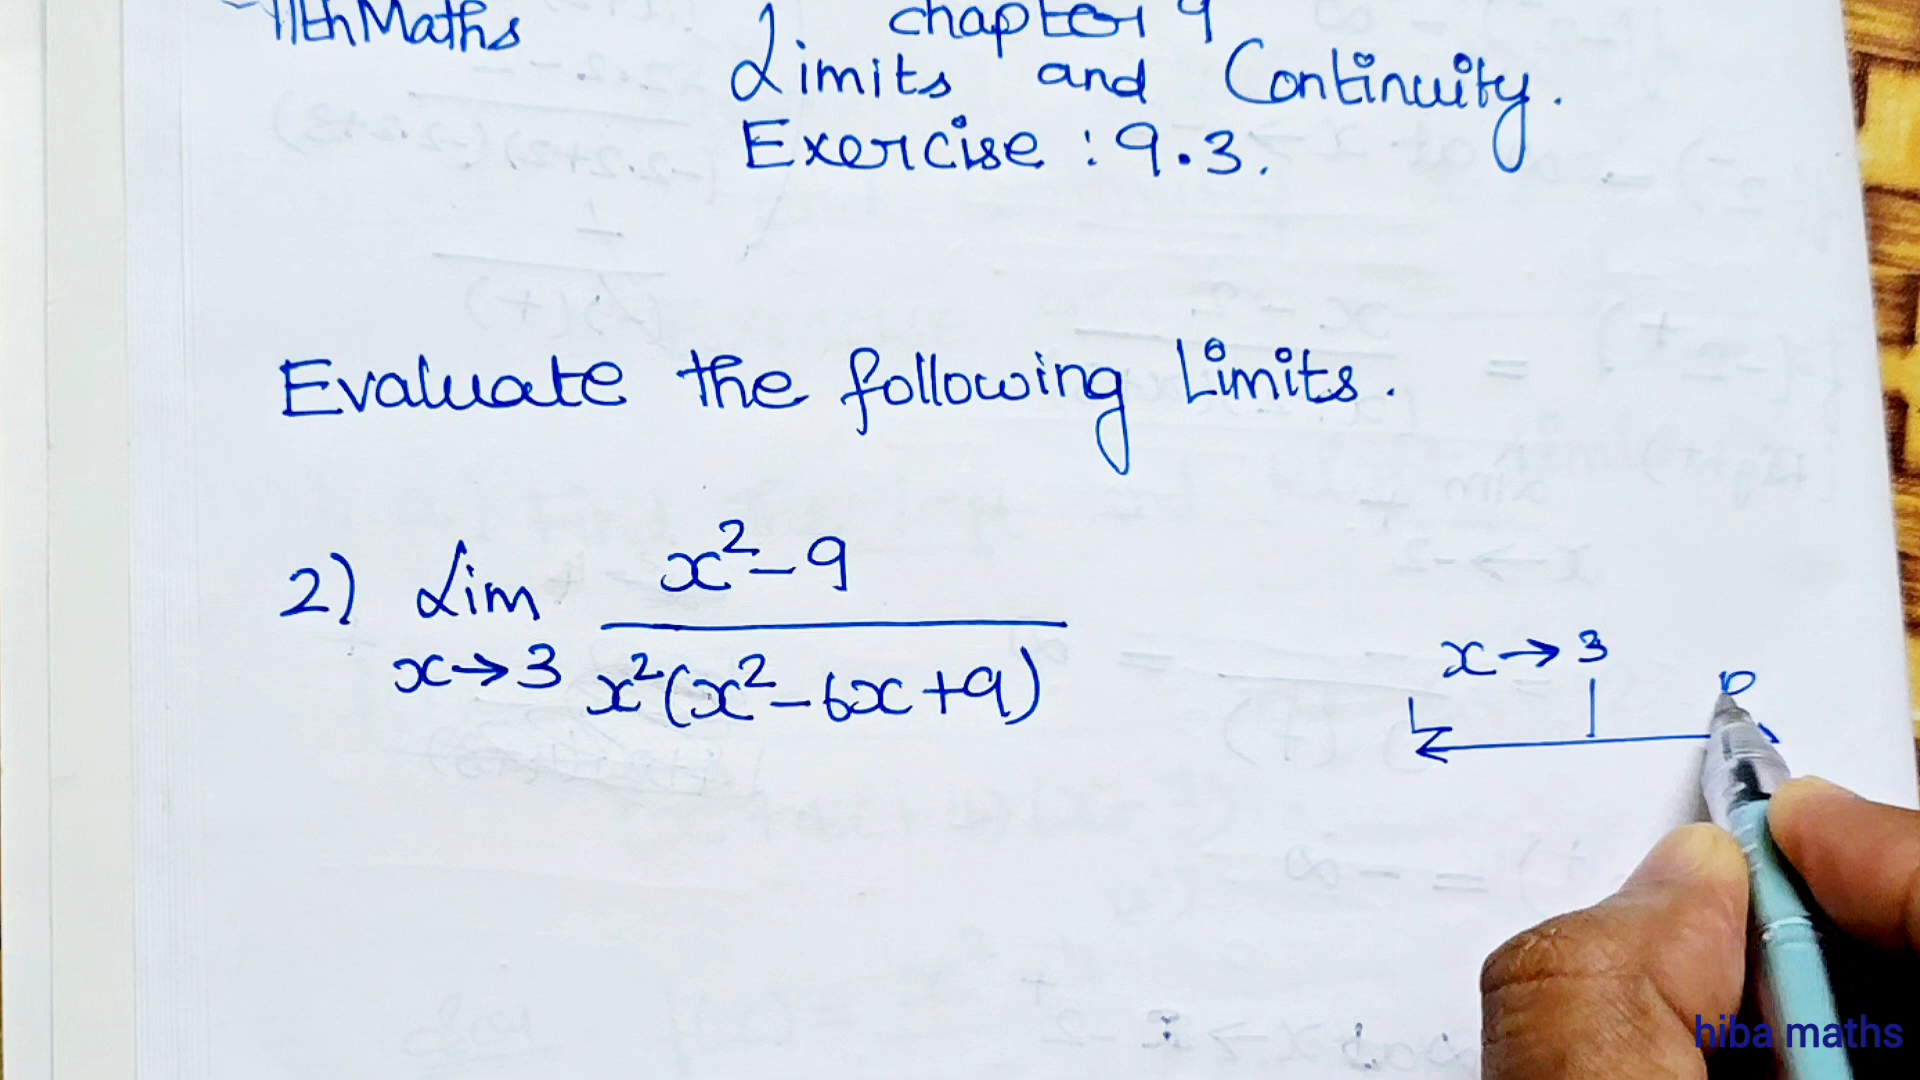 11th Maths
chapter 9
Limits and Continuity.
Exercise : 9.3.
Evaluate the following Limits.
2) Lim x→3 x²-9 / x²(x²-6x+9)
x→3
L
R
hiba maths